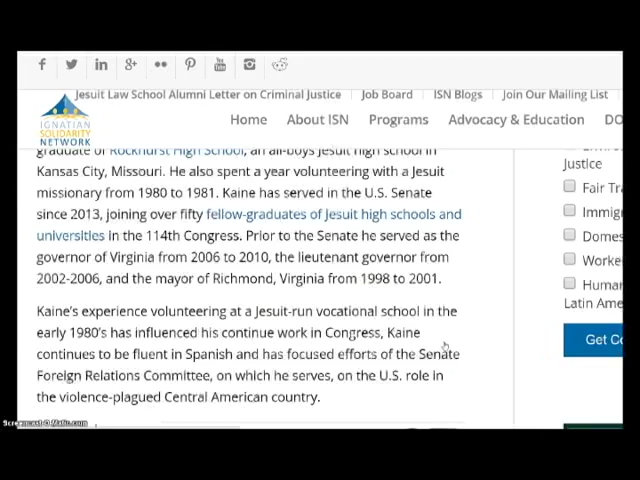 Jesuit Law School Alumni Letter on Criminal Justice Job Board ISN Blogs Join Our Mailing List
IGNATIAN
SOLIDARITY
NETWORK
Home About ISN Programs Advocacy & Education DO
graduate of Rockhurst High School, an all-boys Jesuit high school in
Kansas City, Missouri. He also spent a year volunteering with a Jesuit
missionary from 1980 to 1981. Kaine has served in the U.S. Senate
since 2013, joining over fifty fellow-graduates of Jesuit high schools and
universities in the 114th Congress. Prior to the Senate he served as the
governor of Virginia from 2006 to 2010, the lieutenant governor from
2002-2006, and the mayor of Richmond, Virginia from 1998 to 2001.
Kaine's experience volunteering at a Jesuit-run vocational school in the
early 1980's has influenced his continue work in Congress, Kaine
continues to be fluent in Spanish and has focused efforts of the Senate
Foreign Relations Committee, on which he serves, on the U.S. role in
the violence-plagued Central American country.
Justice
Fair Tra
Immig
Domes
Worke
Human
Latin Ame
Get Co
Screencast-O-Matic.com